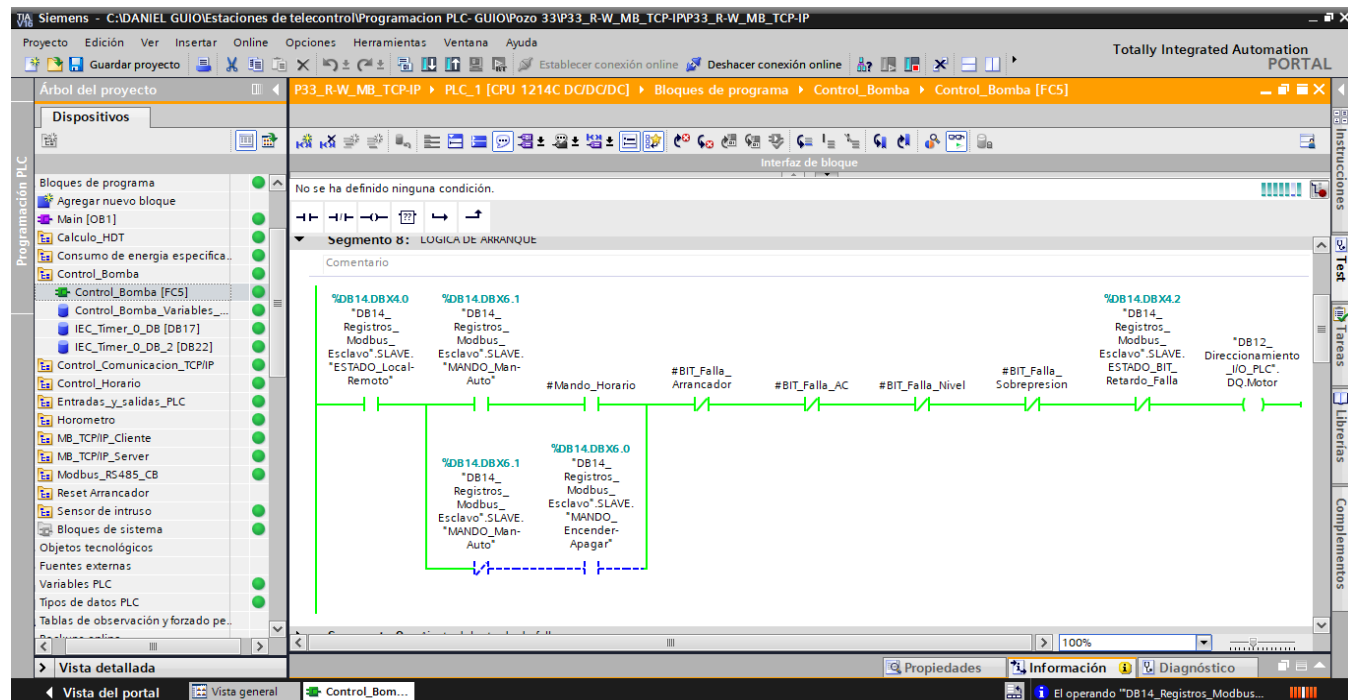 Siemens - C:\DANIEL GUIO\Estaciones de telecontrol\Programacion PLC- GUIO\Pozo 33\P33_R-W_MB_TCP-IP\P33_R-W_MB_TCP-IP
Proyecto Edición Ver Insertar Online Opciones Herramientas Ventana Ayuda
Totally Integrated Automation
PORTAL
Guardar proyecto Establecer conexión online Deshacer conexión online
Árbol del proyecto
P33_R-W_MB_TCP-IP PLC_1 [CPU 1214C DC/DC/DC] Bloques de programa Control_Bomba Control_Bomba [FC5]
Dispositivos
Programación PLC
Bloques de programa
Agregar nuevo bloque
Main [OB1]
Calculo_HDT
Consumo de energia especifica..
Control_Bomba
Control_Bomba [FC5]
Control_Bomba_Variables_...
IEC_Timer_0_DB [DB17]
IEC_Timer_0_DB_2 [DB22]
Control_Comunicacion_TCP/IP
Control_Horario
Entradas_y_salidas_PLC
Horometro
MB_TCP/IP_Cliente
MB_TCP/IP_Server
Modbus_RS485_CB
Reset Arrancador
Sensor de intruso
Bloques de sistema
Objetos tecnológicos
Fuentes externas
Variables PLC
Tipos de datos PLC
Tablas de observación y forzado pe..
Vista detallada
Interfaz de bloque
No se ha definido ninguna condición.
Segmento 8: LOGICA DE ARRANQUE
Comentario
%DB14.DBX4.0
"DB14_
Registros_
Modbus_
Esclavo".SLAVE.
"ESTADO_Local-
Remoto"
%DB14.DBX6.1
"DB14_
Registros_
Modbus_
Esclavo".SLAVE.
"MANDO_Man-
Auto"
#Mando_Horario
#BIT_Falla_
Arrancador
#BIT_Falla_AC
#BIT_Falla_Nivel
#BIT_Falla_
Sobrepresion
%DB14.DBX4.2
"DB14_
Registros_
Modbus_
Esclavo".SLAVE.
ESTADO_BIT_
Retardo_Falla
"DB12_
Direccionamiento
_I/O_PLC".
DQ.Motor
%DB14.DBX6.1
"DB14_
Registros_
Modbus_
Esclavo".SLAVE.
"MANDO_Man-
Auto"
%DB14.DBX6.0
"DB14_
Registros_
Modbus_
Esclavo".SLAVE.
"MANDO_
Encender-
Apagar"
100%
Propiedades Información Diagnóstico
Instrucciones
Test
Tareas
Librerías
Complementos
Vista del portal Vista general Control_Bom...
El operando '"DB14_Registros_Modbus...